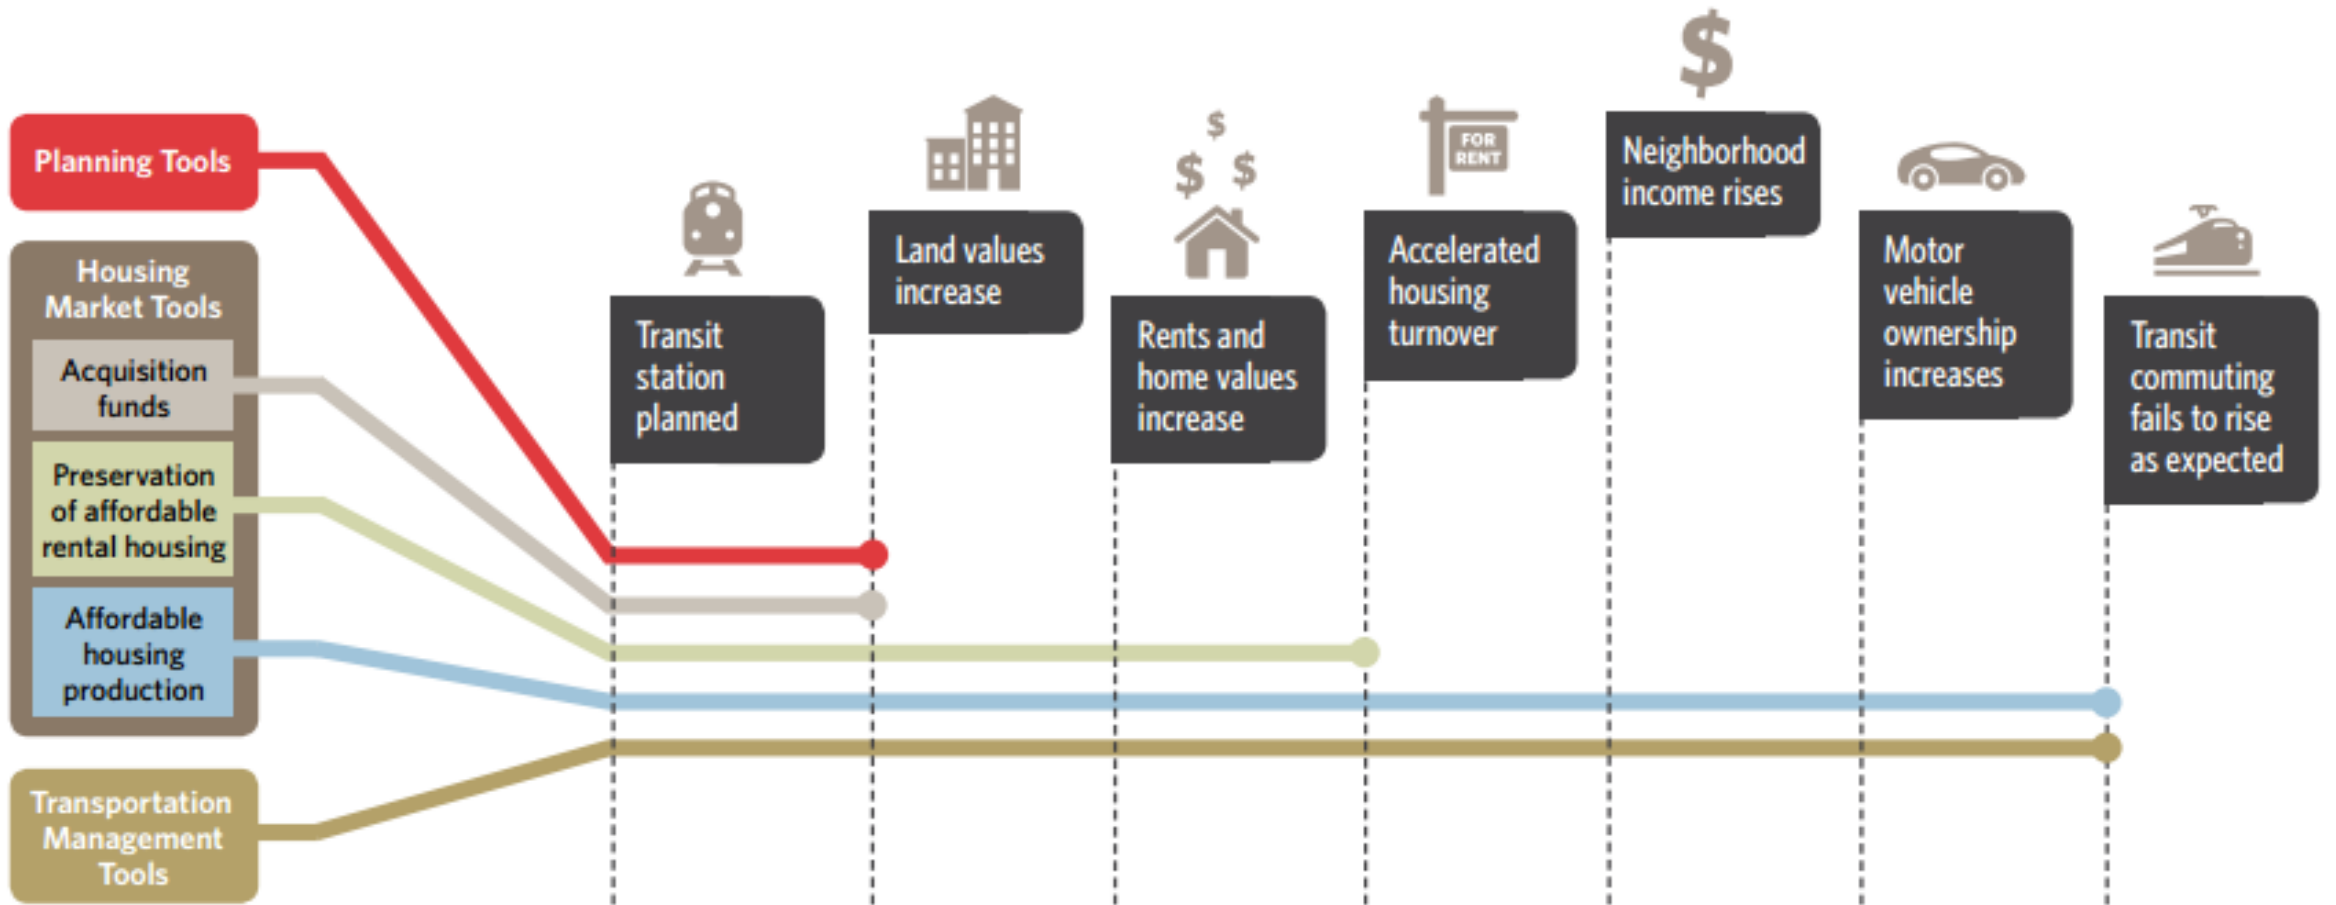 Planning Tools
Housing
Market Tools
Acquisition
funds
Preservation
of affordable
rental housing
Affordable
housing
production
Transportation
Management
Tools
Transit
station
planned
Land values
increase
$
$ $
Rents and
home values
increase
FOR
RENT
Accelerated
housing
turnover
$
Neighborhood
income rises
Motor
vehicle
ownership
increases
Transit
commuting
fails to rise
as expected